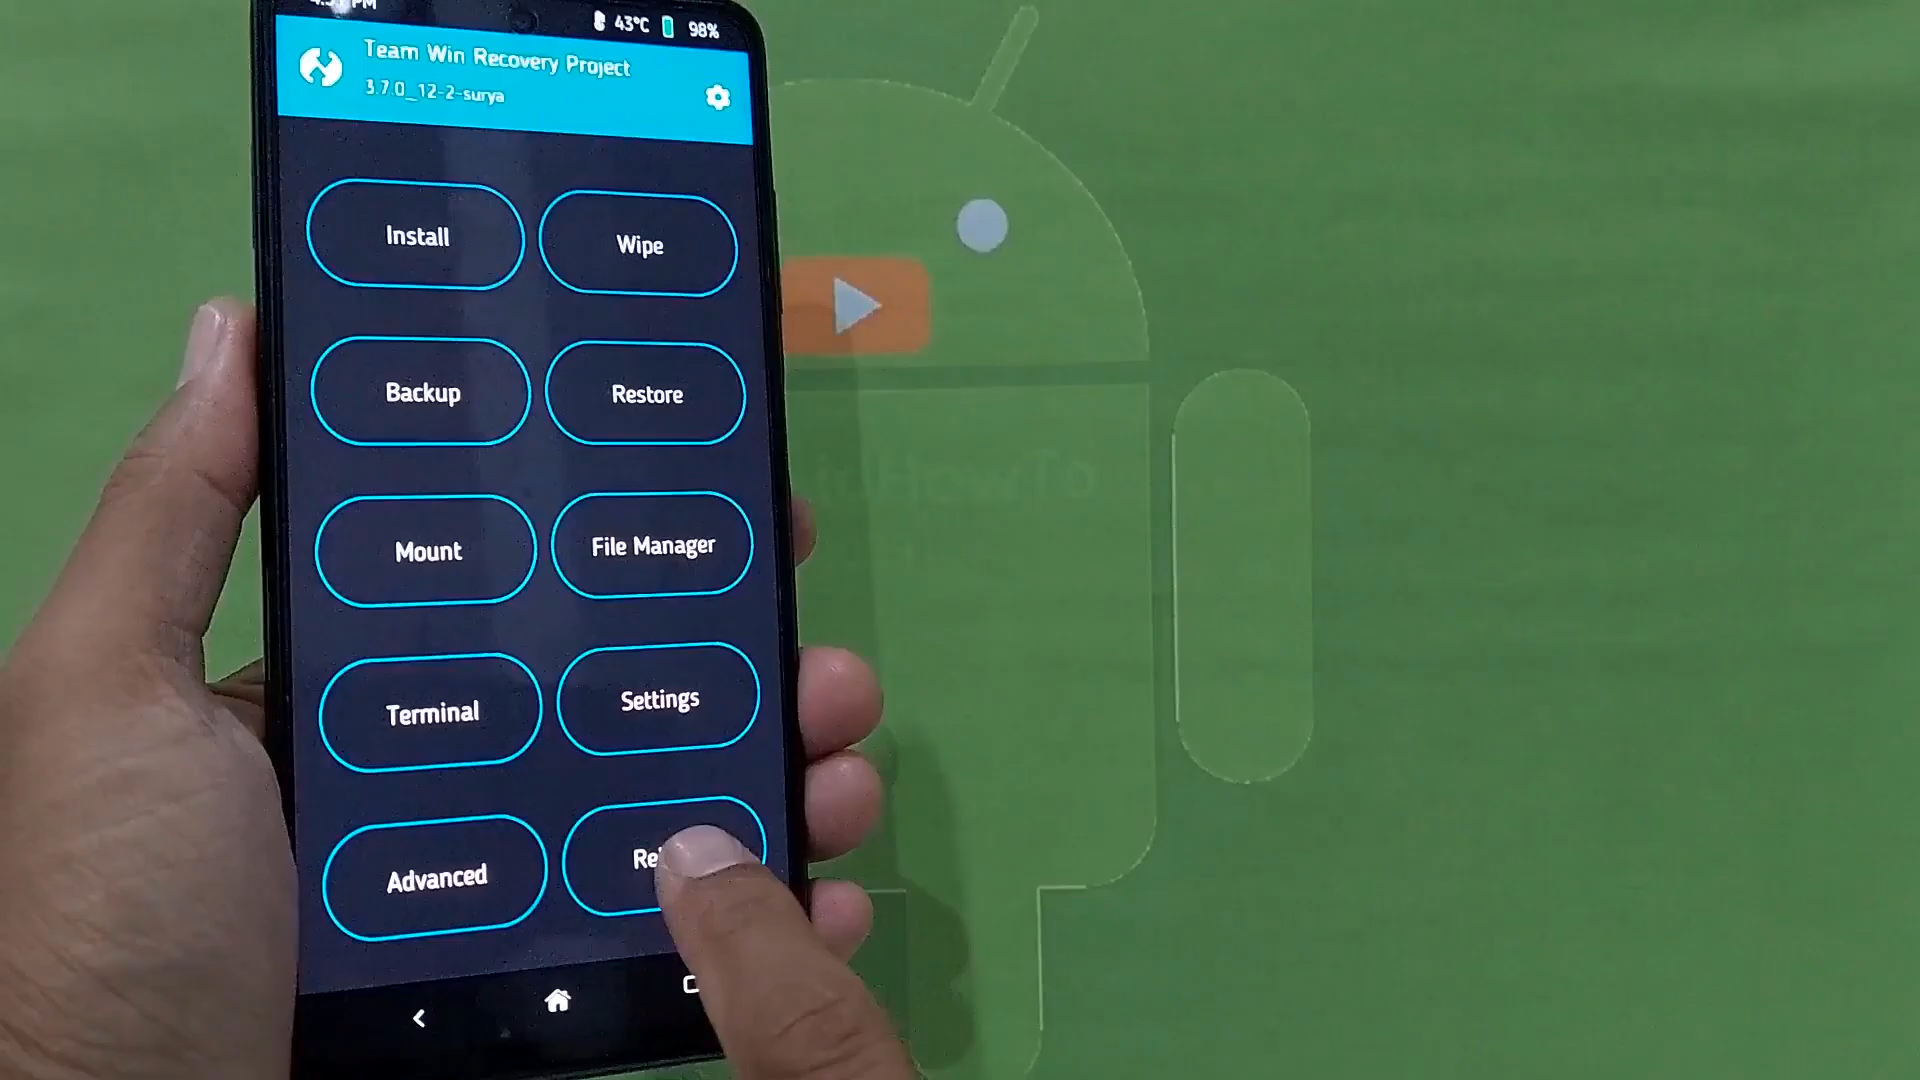 43°C 98%
Team Win Recovery Project
3.7.0_12-2-surya
Install
Wipe
Backup
Restore
Mount
File Manager
Terminal
Settings
Advanced